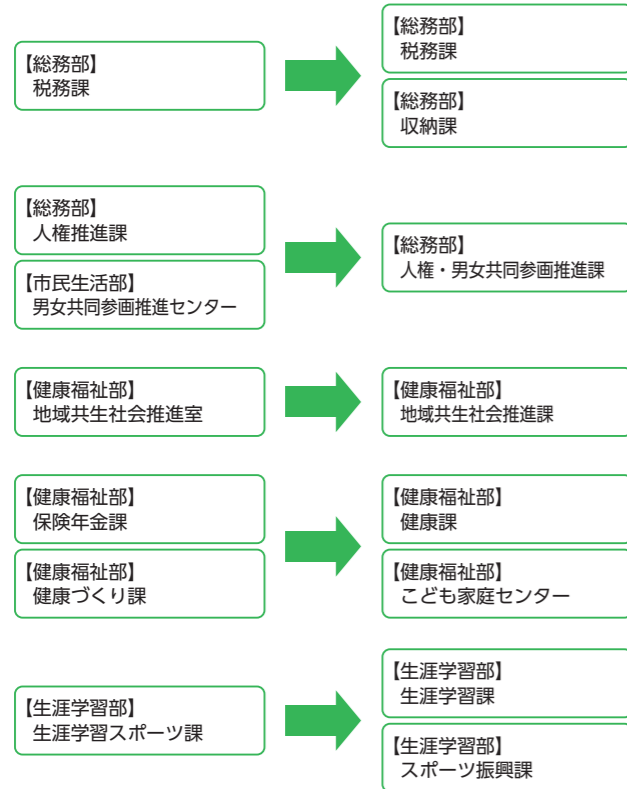 【総務部】
税務課
【総務部】
税務課
【総務部】
収納課
【総務部】
人権推進課
【市民生活部】
男女共同参画推進センター
【総務部】
人権・男女共同参画推進課
【健康福祉部】
地域共生社会推進室
【健康福祉部】
地域共生社会推進課
【健康福祉部】
保険年金課
【健康福祉部】
健康づくり課
【健康福祉部】
健康課
【健康福祉部】
こども家庭センター
【生涯学習部】
生涯学習スポーツ課
【生涯学習部】
生涯学習課
【生涯学習部】
スポーツ振興課